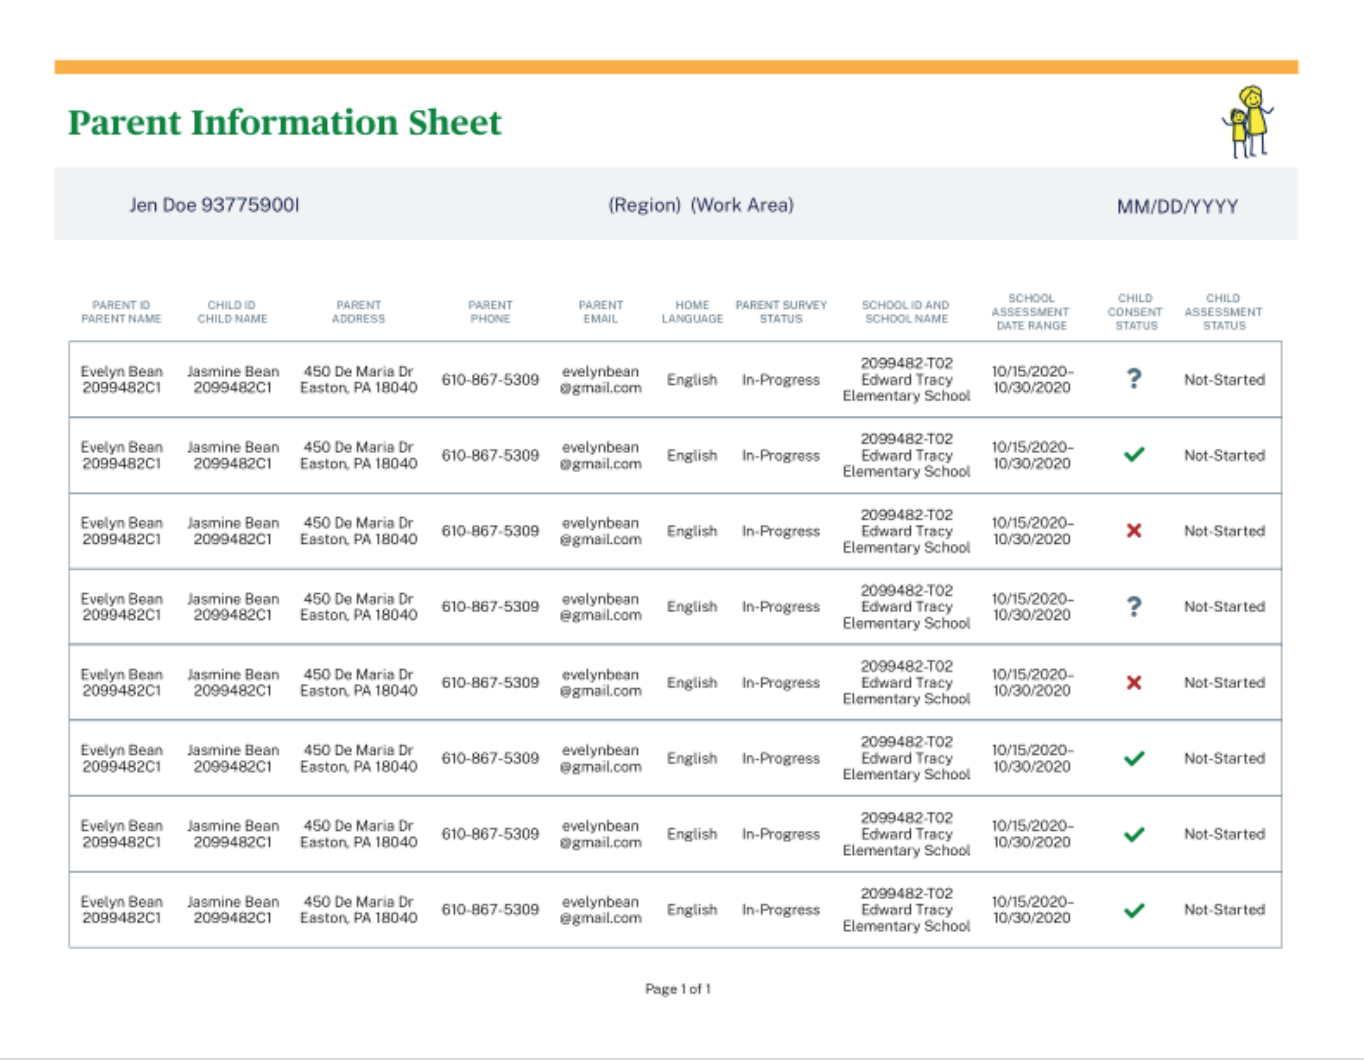 Parent Information Sheet
Jen Doe 93775900I (Region) (Work Area) MM/DD/YYYY
PARENT ID PARENT NAME CHILD ID CHILD NAME PARENT ADDRESS PARENT PHONE PARENT EMAIL HOME LANGUAGE PARENT SURVEY STATUS SCHOOL ID AND SCHOOL NAME SCHOOL ASSESSMENT DATE RANGE CHILD CONSENT STATUS CHILD ASSESSMENT STATUS
Evelyn Bean 2099482C1 Jasmine Bean 2099482C1 450 De Maria Dr Easton, PA 18040 610-867-5309 evelynbean @gmail.com English In-Progress 2099482-T02 Edward Tracy Elementary School 10/15/2020– 10/30/2020 ? Not-Started
Evelyn Bean 2099482C1 Jasmine Bean 2099482C1 450 De Maria Dr Easton, PA 18040 610-867-5309 evelynbean @gmail.com English In-Progress 2099482-T02 Edward Tracy Elementary School 10/15/2020– 10/30/2020 ✔ Not-Started
Evelyn Bean 2099482C1 Jasmine Bean 2099482C1 450 De Maria Dr Easton, PA 18040 610-867-5309 evelynbean @gmail.com English In-Progress 2099482-T02 Edward Tracy Elementary School 10/15/2020– 10/30/2020 ✖ Not-Started
Evelyn Bean 2099482C1 Jasmine Bean 2099482C1 450 De Maria Dr Easton, PA 18040 610-867-5309 evelynbean @gmail.com English In-Progress 2099482-T02 Edward Tracy Elementary School 10/15/2020– 10/30/2020 ? Not-Started
Evelyn Bean 2099482C1 Jasmine Bean 2099482C1 450 De Maria Dr Easton, PA 18040 610-867-5309 evelynbean @gmail.com English In-Progress 2099482-T02 Edward Tracy Elementary School 10/15/2020– 10/30/2020 ✖ Not-Started
Evelyn Bean 2099482C1 Jasmine Bean 2099482C1 450 De Maria Dr Easton, PA 18040 610-867-5309 evelynbean @gmail.com English In-Progress 2099482-T02 Edward Tracy Elementary School 10/15/2020– 10/30/2020 ✔ Not-Started
Evelyn Bean 2099482C1 Jasmine Bean 2099482C1 450 De Maria Dr Easton, PA 18040 610-867-5309 evelynbean @gmail.com English In-Progress 2099482-T02 Edward Tracy Elementary School 10/15/2020– 10/30/2020 ✔ Not-Started
Evelyn Bean 2099482C1 Jasmine Bean 2099482C1 450 De Maria Dr Easton, PA 18040 610-867-5309 evelynbean @gmail.com English In-Progress 2099482-T02 Edward Tracy Elementary School 10/15/2020– 10/30/2020 ✔ Not-Started
Page 1 of 1